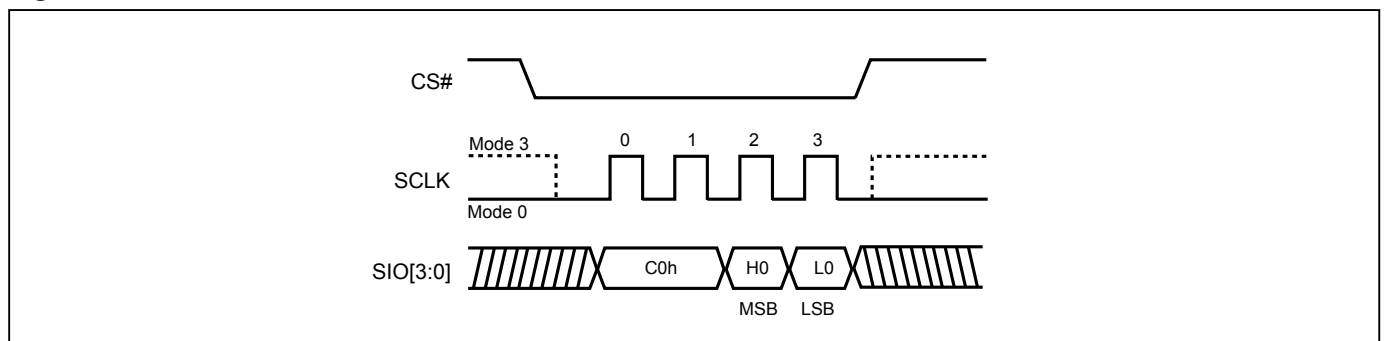 CS#
Mode 3
0 1 2 3
SCLK
Mode 0
SIO[3:0]
C0h H0 L0
MSB LSB